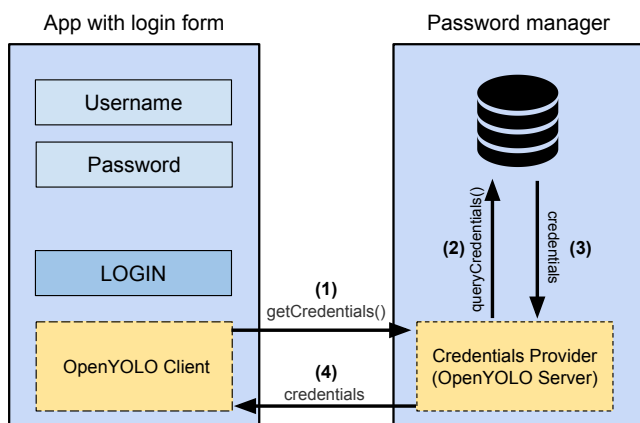 App with login form
Password manager
Username
Password
LOGIN
(1)
getCredentials()
(2)
queryCredentials()
credentials
(3)
OpenYOLO Client
(4)
credentials
Credentials Provider
(OpenYOLO Server)